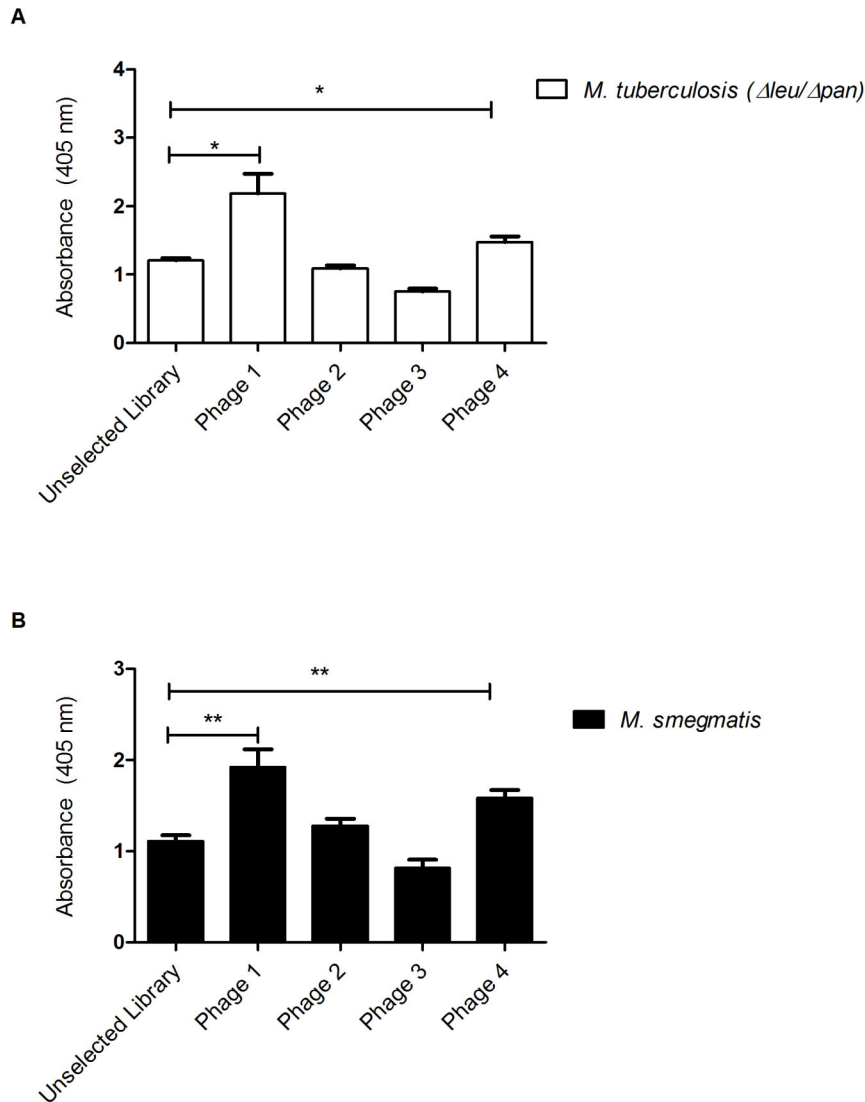 A
4
3
2
1
0
Absorbance (405 nm)
*
*
M. tuberculosis (Δleu/Δpan)
Unselected Library
Phage 1
Phage 2
Phage 3
Phage 4
B
3
2
1
0
Absorbance (405 nm)
**
**
M. smegmatis
Unselected Library
Phage 1
Phage 2
Phage 3
Phage 4